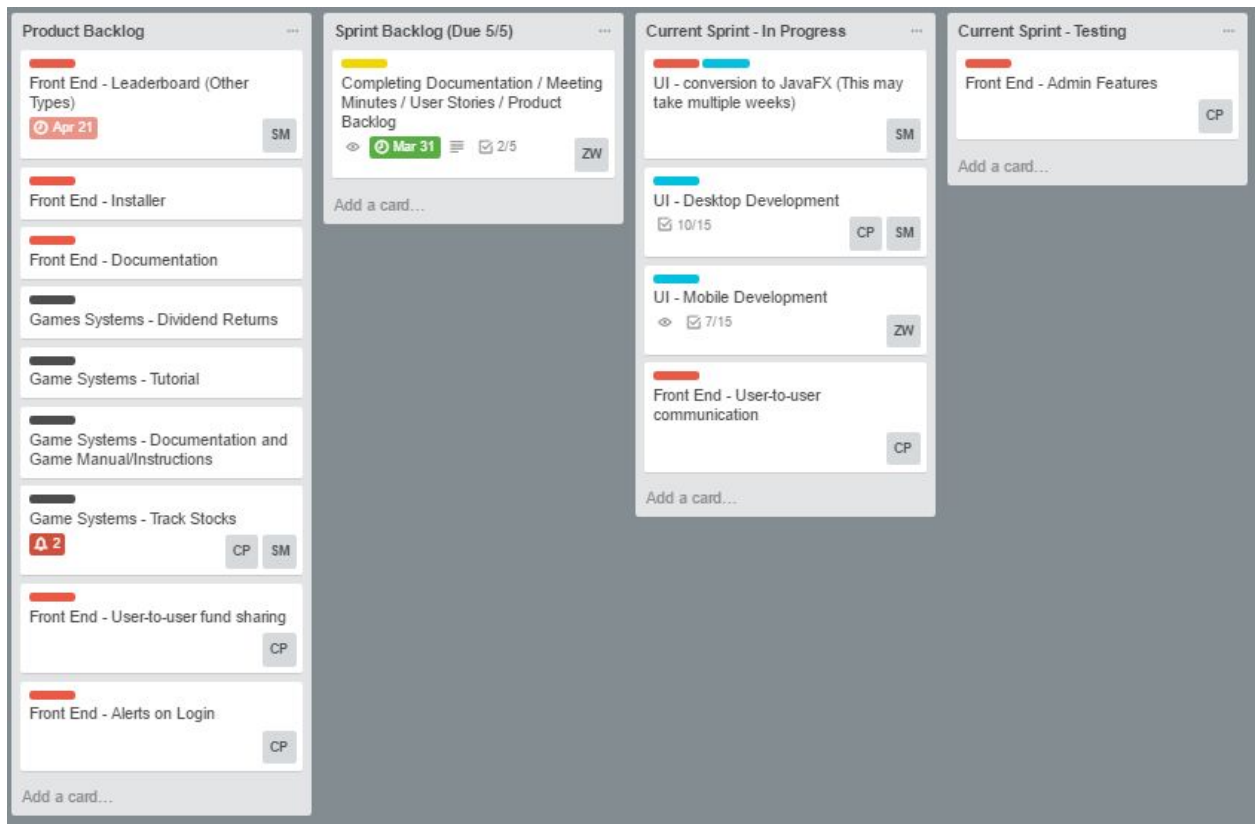 Product Backlog
Front End - Leaderboard (Other
Types)
Apr 21
SM
Front End - Installer
Front End - Documentation
Games Systems - Dividend Returns
Game Systems - Tutorial
Game Systems - Documentation and
Game Manual/Instructions
Game Systems - Track Stocks
2
CP SM
Front End - User-to-user fund sharing
CP
Front End - Alerts on Login
CP
Add a card...
Sprint Backlog (Due 5/5)
Completing Documentation / Meeting
Minutes / User Stories / Product
Backlog
Mar 31 2/5
ZW
Add a card...
Current Sprint - In Progress
UI - conversion to JavaFX (This may
take multiple weeks)
SM
UI - Desktop Development
10/15
CP SM
UI - Mobile Development
7/15
ZW
Front End - User-to-user
communication
CP
Add a card...
Current Sprint - Testing
Front End - Admin Features
CP
Add a card...